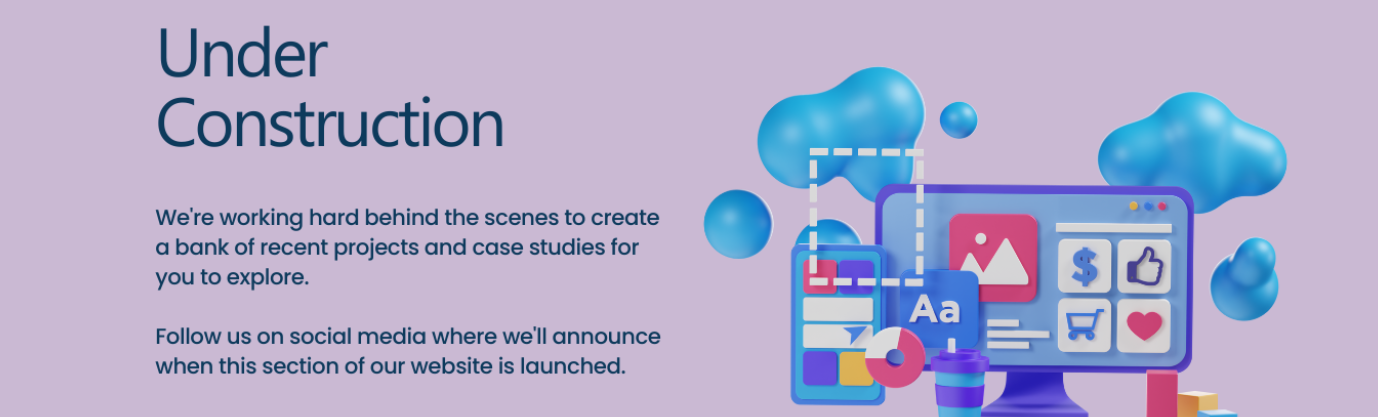 Under
Construction
We're working hard behind the scenes to create
a bank of recent projects and case studies for
you to explore.
Follow us on social media where we'll announce
when this section of our website is launched.
Aa
$